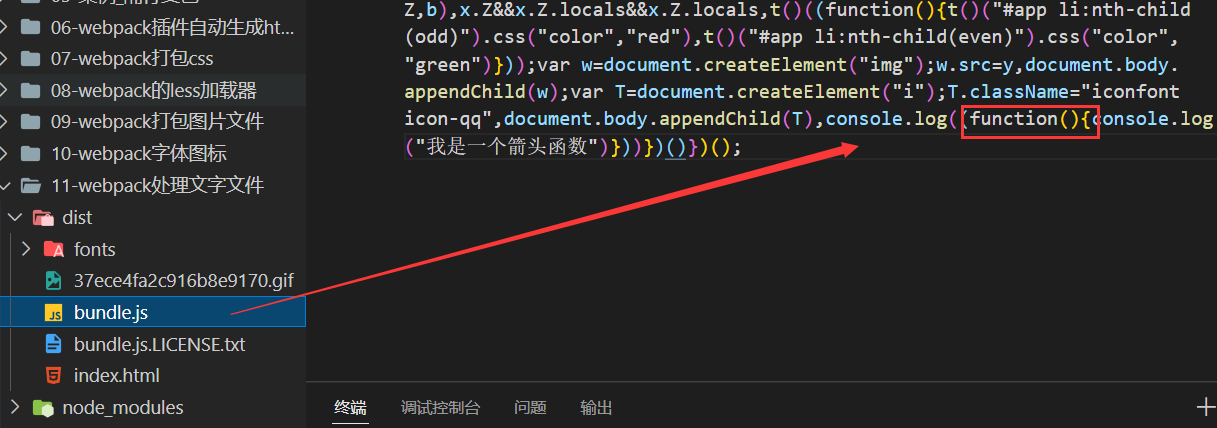 06-webpack插件自动生成ht...
07-webpack打包css
08-webpack的less加载器
09-webpack打包图片文件
10-webpack字体图标
11-webpack处理文字文件
dist
fonts
37ece4fa2c916b8e9170.gif
bundle.js
bundle.js.LICENSE.txt
index.html
node_modules
Z,b),x.Z&&x.Z.locals&&x.Z.locals,t()((function(){t()("#app li:nth-child
(odd)").css("color","red"),t()("#app li:nth-child(even)").css("color",
"green")}));var w=document.createElement("img");w.src=y,document.body.
appendChild(w);var T=document.createElement("i");T.className="iconfont
icon-qq",document.body.appendChild(T),console.log((function(){console.log
("我是一个箭头函数")}))})()})();
终端 调试控制台 问题 输出